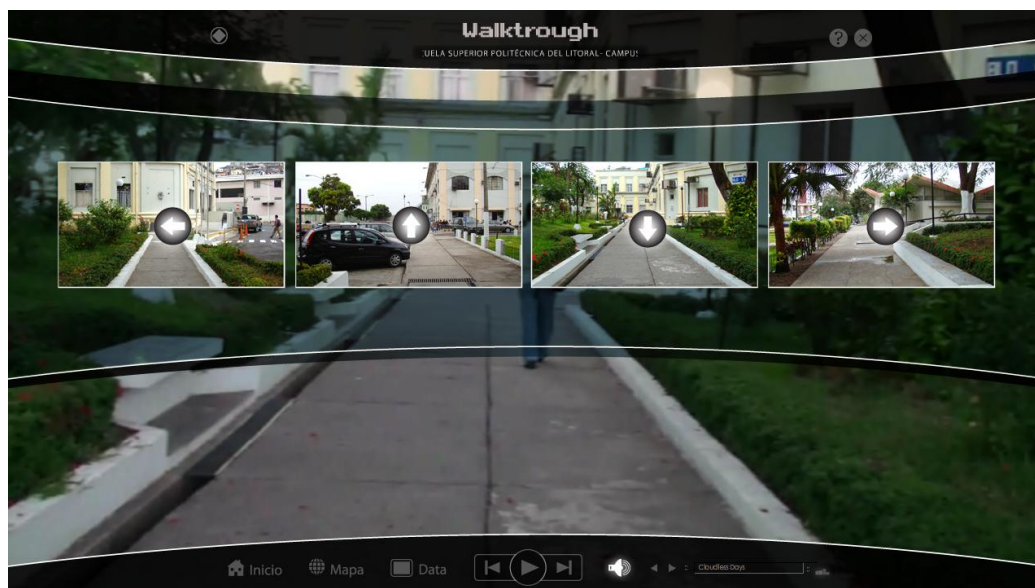 Walktrough
UELA SUPERIOR POLITÉCNICA DEL LITORAL- CAMPUS
?
Inicio Mapa Data Cloudless Days